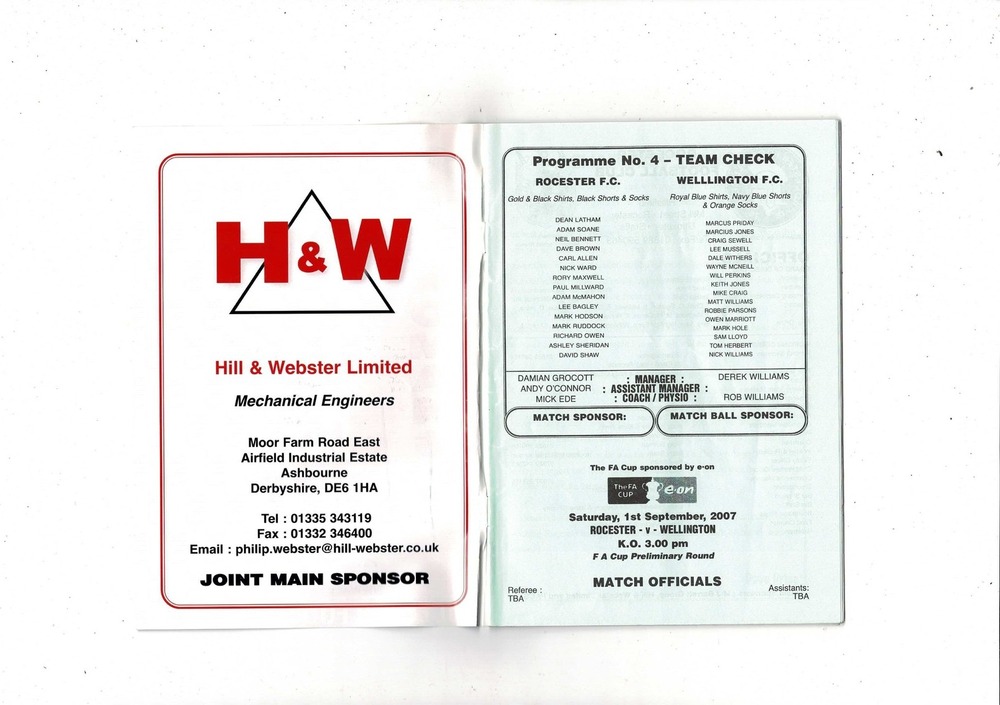 H&W
Hill & Webster Limited
Mechanical Engineers
Moor Farm Road East
Airfield Industrial Estate
Ashbourne
Derbyshire, DE6 1HA
Tel : 01335 343119
Fax : 01332 346400
Email : philip.webster@hill-webster.co.uk
JOINT MAIN SPONSOR
Programme No. 4 – TEAM CHECK
ROCESTER F.C.
Gold & Black Shirts, Black Shorts & Socks
DEAN LATHAM
ADAM SOANE
NEIL BENNETT
DAVE BROWN
CARL ALLEN
NICK WARD
RORY MAXWELL
PAUL MILLWARD
ADAM McMAHON
LEE BAGLEY
MARK HODSON
MARK RUDDOCK
RICHARD OWEN
ASHLEY SHERIDAN
DAVID SHAW
WELLLINGTON F.C.
Royal Blue Shirts, Navy Blue Shorts
& Orange Socks
MARCUS PRIDAY
MARCIUS JONES
CRAIG SEWELL
LEE MUSSELL
DALE WITHERS
WAYNE MCNEILL
WILL PERKINS
KEITH JONES
MIKE CRAIG
MATT WILLIAMS
ROBBIE PARSONS
OWEN MARRIOTT
MARK HOLE
SAM LLOYD
TOM HERBERT
NICK WILLIAMS
DAMIAN GROCOTT : MANAGER : DEREK WILLIAMS
ANDY O'CONNOR : ASSISTANT MANAGER :
MICK EDE : COACH / PHYSIO : ROB WILLIAMS
MATCH SPONSOR:
MATCH BALL SPONSOR:
The FA Cup sponsored by e·on
The FA
CUP
e·on
Saturday, 1st September, 2007
ROCESTER - v - WELLINGTON
K.O. 3.00 pm
F A Cup Preliminary Round
MATCH OFFICIALS
Referee :
TBA
Assistants:
TBA